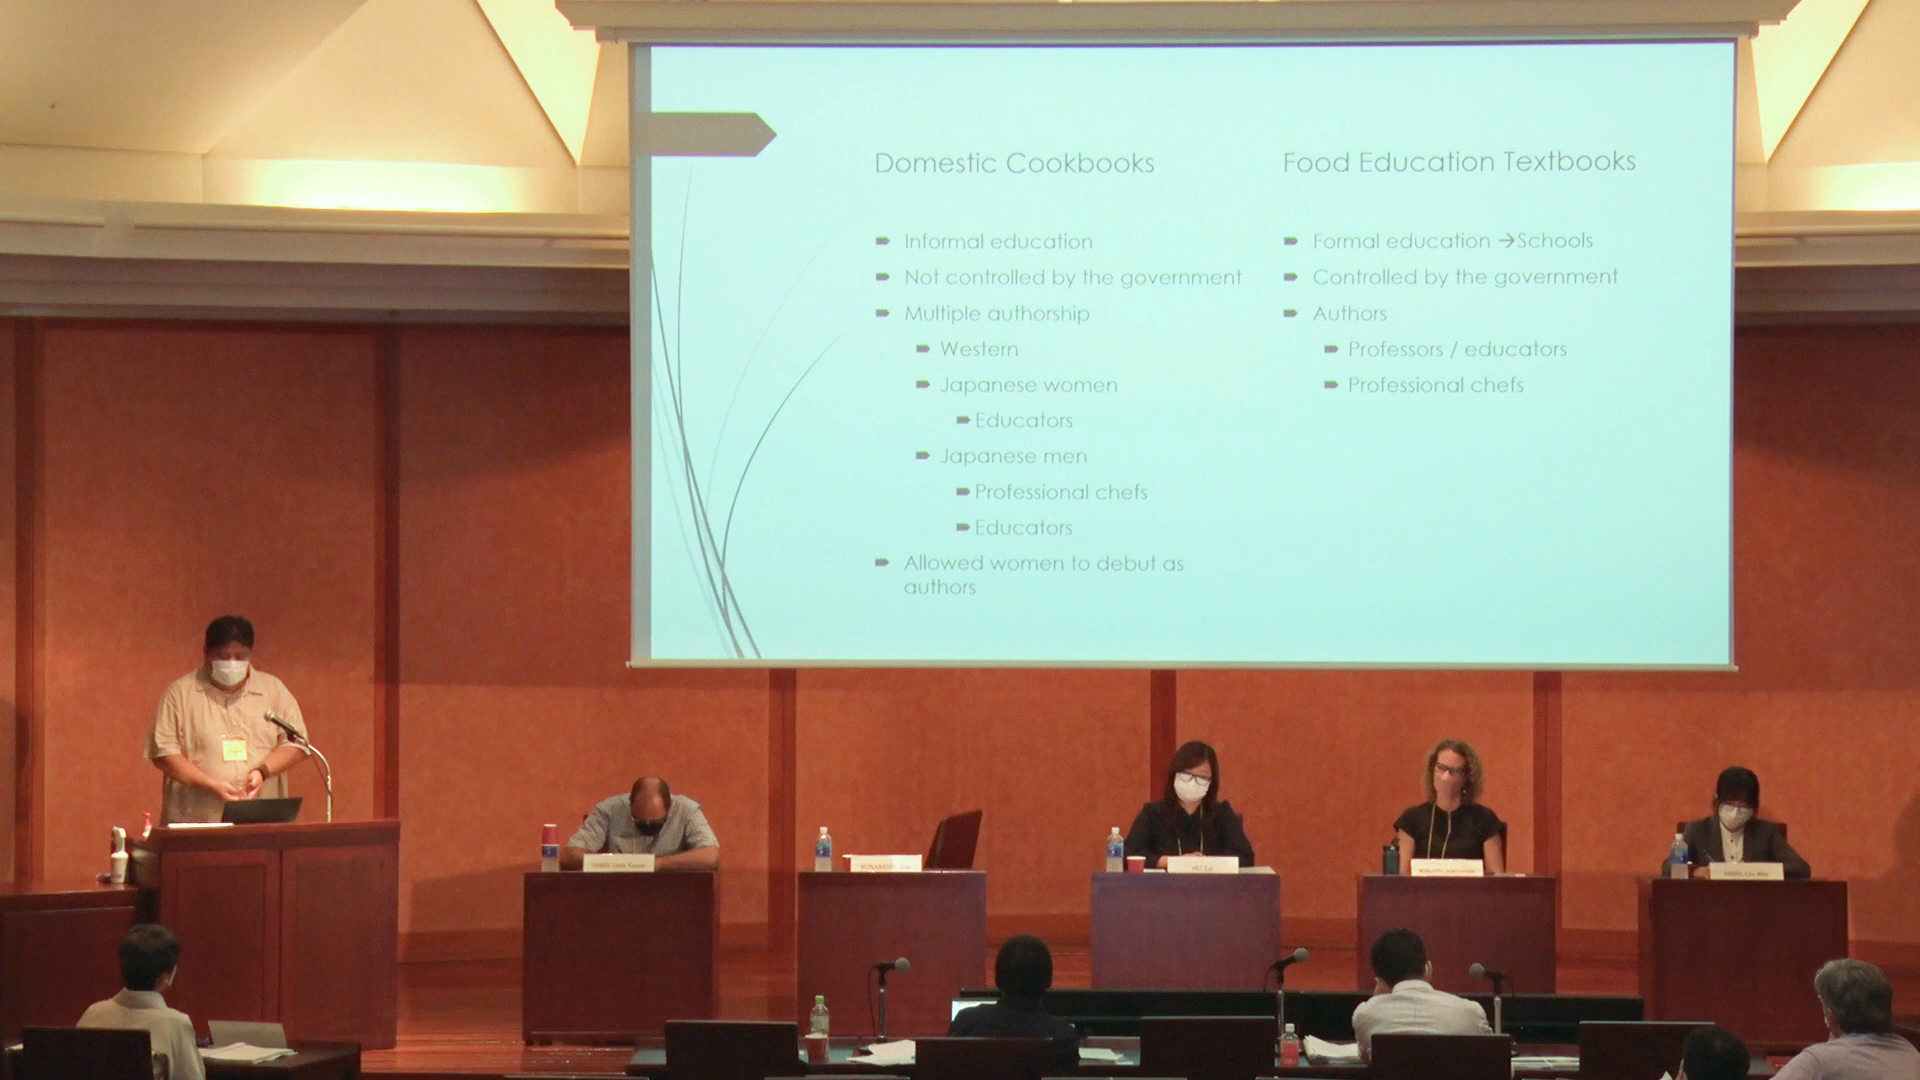 Domestic Cookbooks
Informal education
Not controlled by the government
Multiple authorship
Western
Japanese women
Educators
Japanese men
Professional chefs
Educators
Allowed women to debut as
authors
Food Education Textbooks
Formal education →Schools
Controlled by the government
Authors
Professors / educators
Professional chefs